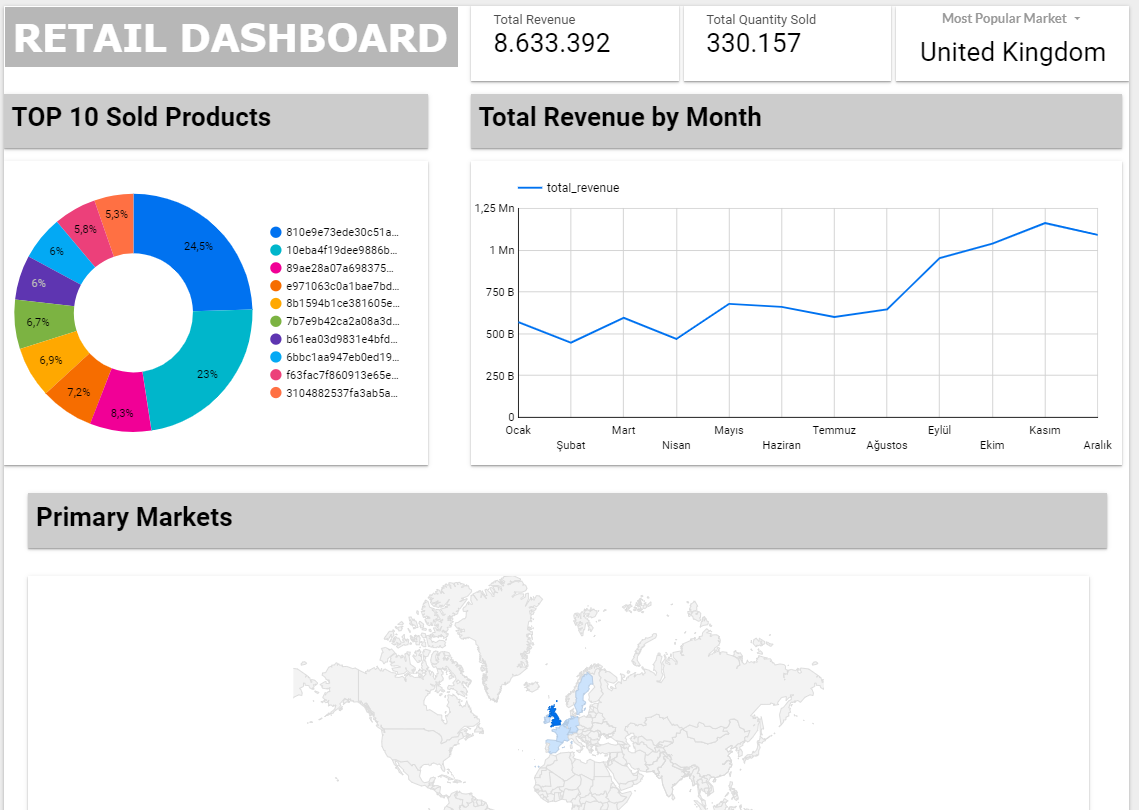 RETAIL DASHBOARD
Total Revenue
8.633.392
Total Quantity Sold
330.157
Most Popular Market
United Kingdom
TOP 10 Sold Products
24,5%
23%
8,3%
7,2%
6,9%
6,7%
6%
6%
5,8%
5,3%
810e9e73ede30c51a...
10eba4f19dee9886b...
89ae28a07a698375...
e971063c0a1bae7bd...
8b1594b1ce381605e...
7b7e9b42ca2a08a3d...
b61ea03d9831e4bfd...
6bbc1aa947eb0ed19...
f63fac7f860913e65e...
3104882537fa3ab5a...
Total Revenue by Month
total_revenue
1,25 Mn
1 Mn
750 B
500 B
250 B
0
Ocak
Şubat
Mart
Nisan
Mayıs
Haziran
Temmuz
Ağustos
Eylül
Ekim
Kasım
Aralık
Primary Markets